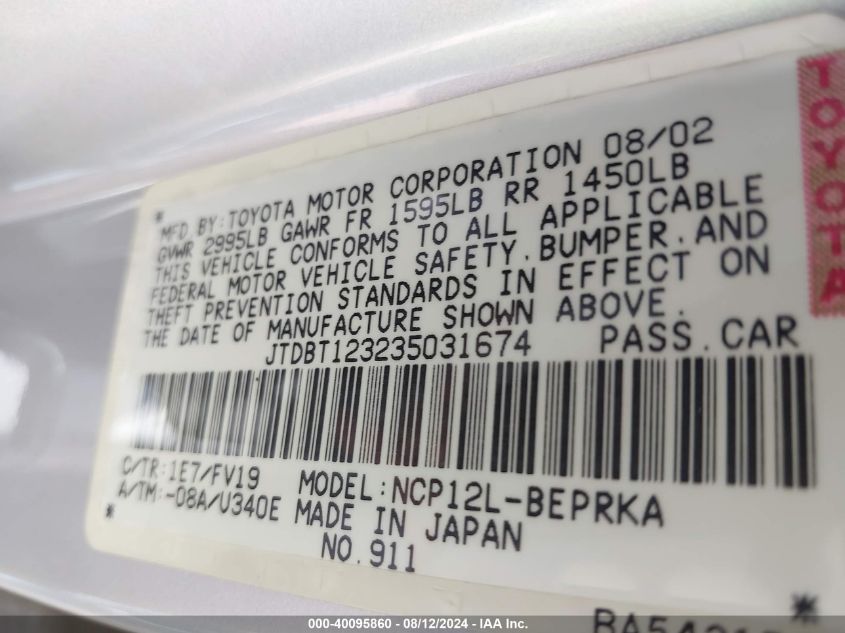 MFD BY:TOYOTA MOTOR CORPORATION 08/02
GVWR 2995LB GAWR FR 1595LB RR 1450LB
THIS VEHICLE CONFORMS TO ALL APPLICABLE
FEDERAL MOTOR VEHICLE SAFETY.BUMPER.AND
THEFT PREVENTION STANDARDS IN EFFECT ON
THE DATE OF MANUFACTURE SHOWN ABOVE.
JTDBT123235031674 PASS.CAR
C/TR:1E7/FV19 MODEL:NCP12L-BEPRKA
A/TM:-08A/U340E MADE IN JAPAN
NO.911
TOYOTA
000-40095860 - 08/12/2024 - IAA Inc.